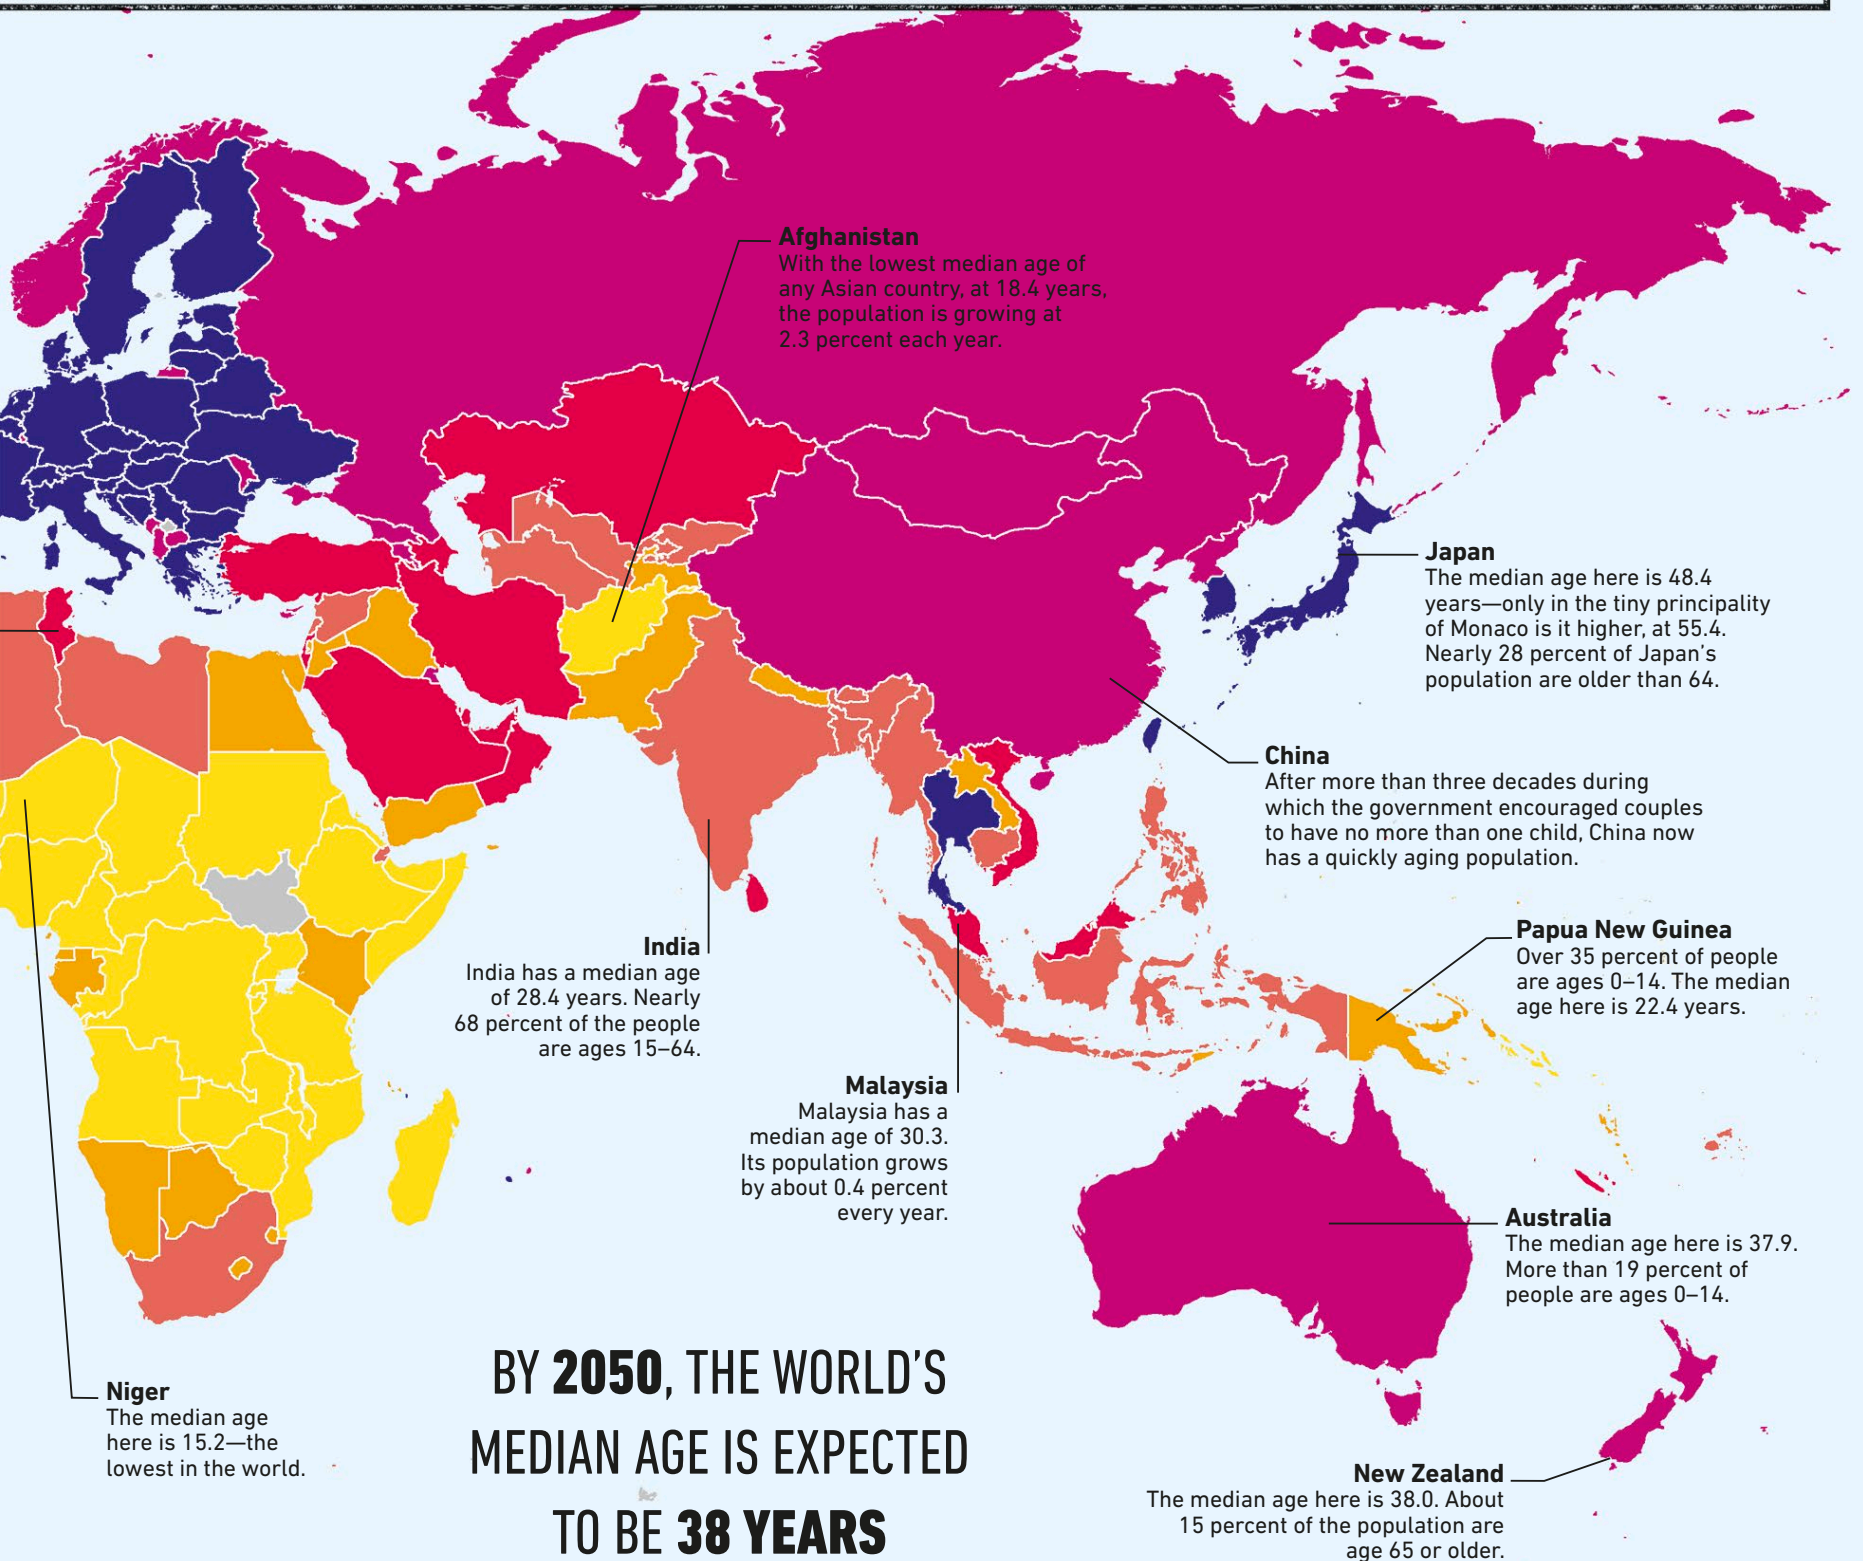 Afghanistan
With the lowest median age of
any Asian country, at 18.4 years,
the population is growing at
2.3 percent each year.
Japan
The median age here is 48.4
years—only in the tiny principality
of Monaco is it higher, at 55.4.
Nearly 28 percent of Japan's
population are older than 64.
China
After more than three decades during
which the government encouraged couples
to have no more than one child, China now
has a quickly aging population.
India
India has a median age
of 28.4 years. Nearly
68 percent of the people
are ages 15–64.
Papua New Guinea
Over 35 percent of people
are ages 0–14. The median
age here is 22.4 years.
Malaysia
Malaysia has a
median age of 30.3.
Its population grows
by about 0.4 percent
every year.
Australia
The median age here is 37.9.
More than 19 percent of
people are ages 0–14.
Niger
The median age
here is 15.2—the
lowest in the world.
BY 2050, THE WORLD'S
MEDIAN AGE IS EXPECTED
TO BE 38 YEARS
New Zealand
The median age here is 38.0. About
15 percent of the population are
age 65 or older.